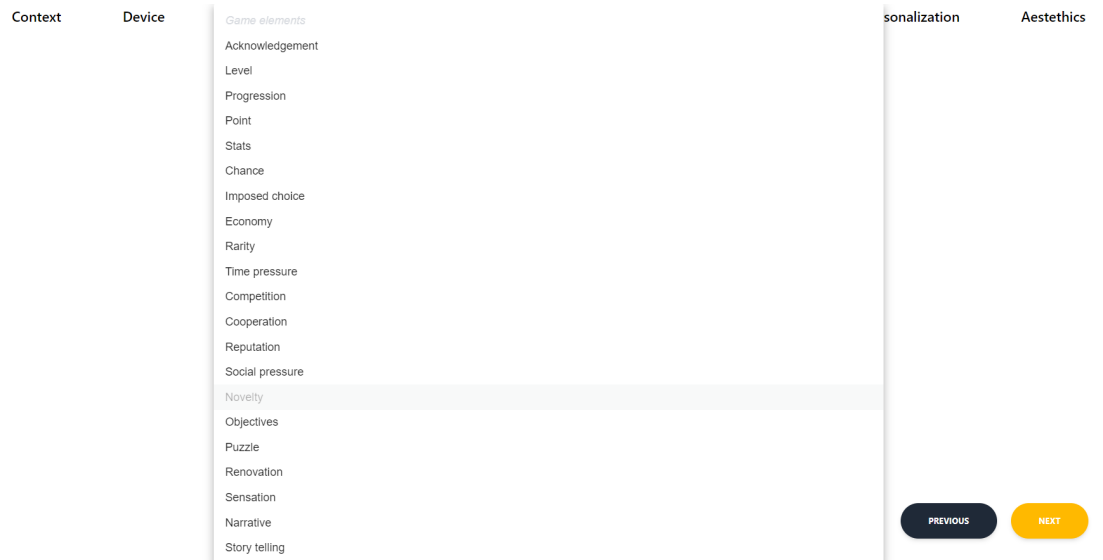 Context
Device
sonalization
Aestethics
Game elements
Acknowledgement
Level
Progression
Point
Stats
Chance
Imposed choice
Economy
Rarity
Time pressure
Competition
Cooperation
Reputation
Social pressure
Novelty
Objectives
Puzzle
Renovation
Sensation
Narrative
Story telling
PREVIOUS
NEXT